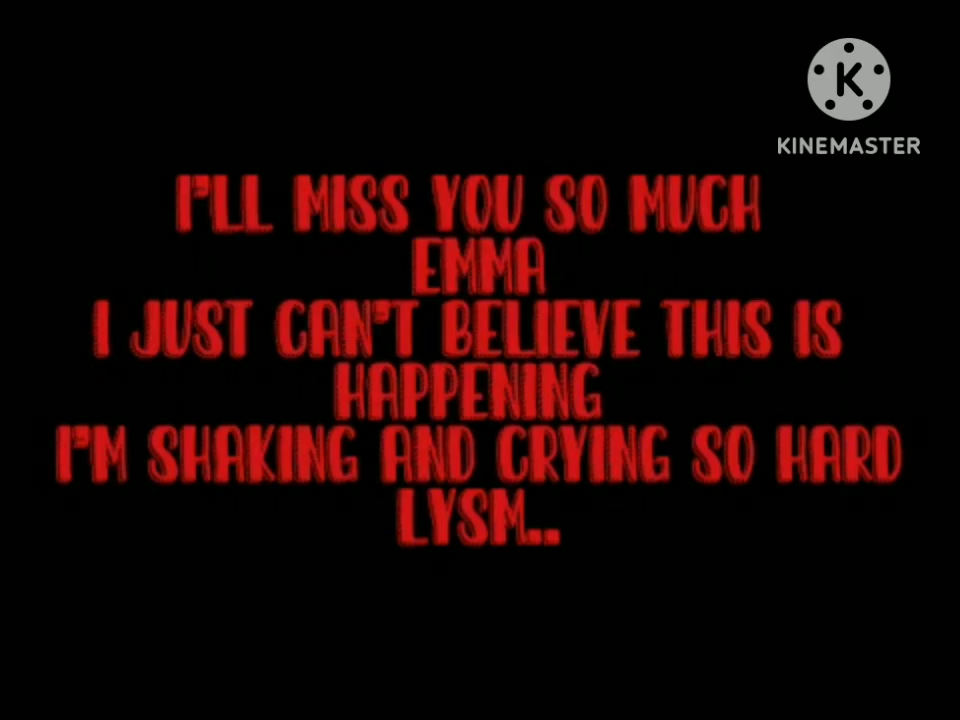 K
KINEMASTER
I'LL MISS YOU SO MUCH
EMMA
I JUST CAN'T BELIEVE THIS IS
HAPPENING
I'M SHAKING AND CRYING SO HARD
LYSM..